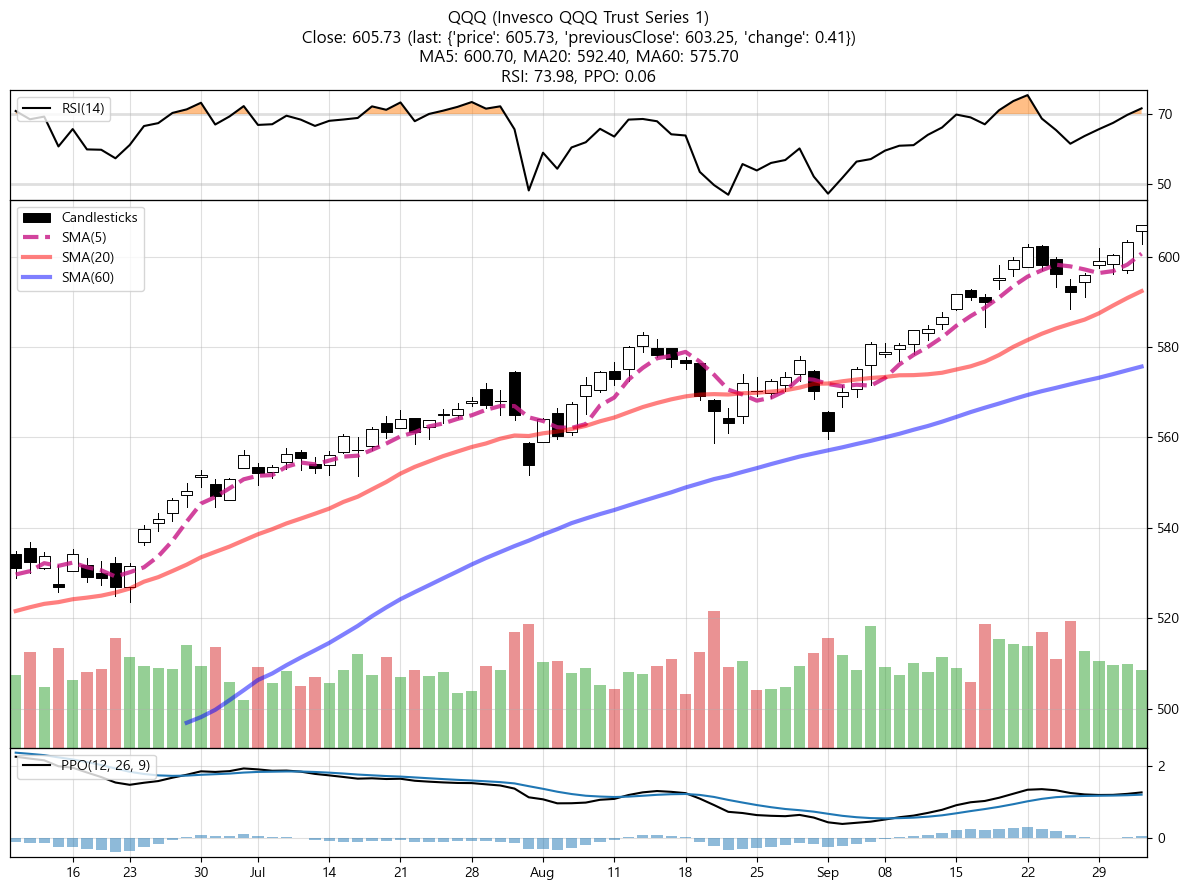 QQQ (Invesco QQQ Trust Series 1)
Close: 605.73 (last: {'price': 605.73, 'previousClose': 603.25, 'change': 0.41})
MA5: 600.70, MA20: 592.40, MA60: 575.70
RSI: 73.98, PPO: 0.06
RSI(14)
70
50
Candlesticks
SMA(5)
SMA(20)
SMA(60)
600
580
560
540
520
500
PPO(12, 26, 9)
2
0
16 23 30 Jul 14 21 28 Aug 11 18 25 Sep 08 15 22 29